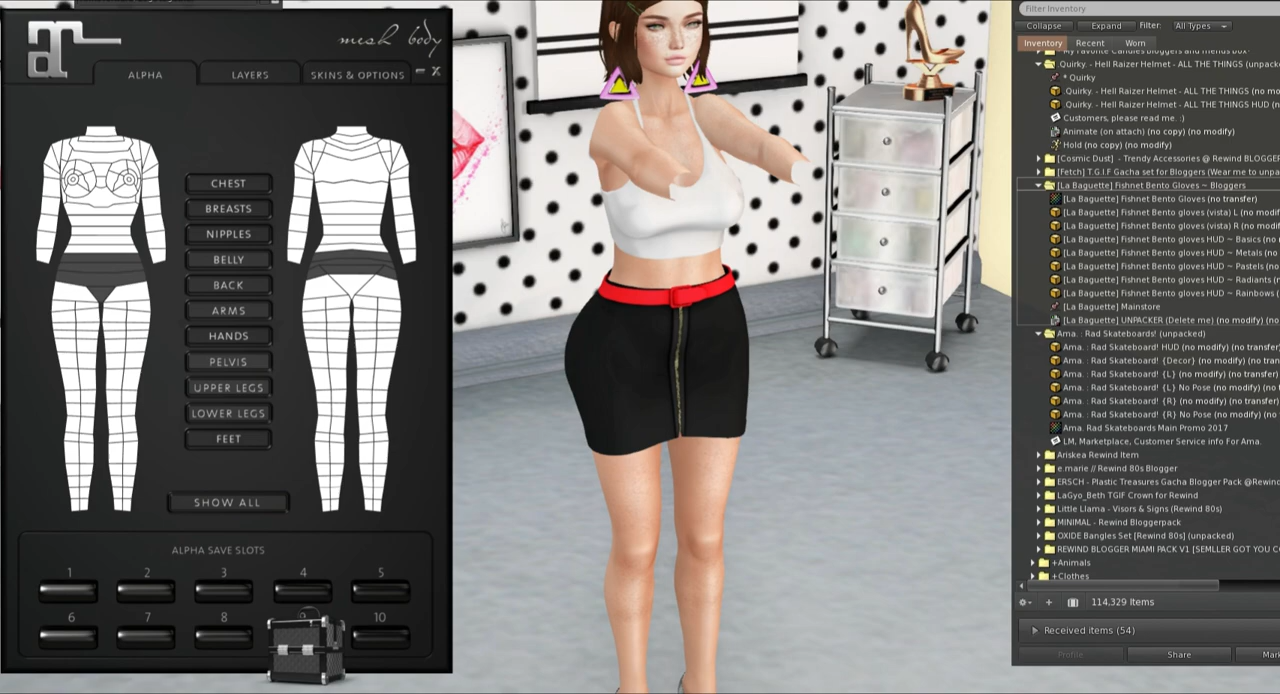 mesh body
ALPHA
LAYERS
SKINS & OPTIONS
– X
CHEST
BREASTS
NIPPLES
BELLY
BACK
ARMS
HANDS
PELVIS
UPPER LEGS
LOWER LEGS
FEET
SHOW ALL
ALPHA SAVE SLOTS
1 2 3 4 5
6 7 8 10
Filter Inventory
Collapse Expand Filter: All Types
Inventory Recent Worn
My Favorite Candie's bloggers and friends box-
.Quirky. - Hell Raizer Helmet - ALL THE THINGS (unpack
* Quirky
.Quirky. - Hell Raizer Helmet - ALL THE THINGS (no mo
.Quirky. - Hell Raizer Helmet - ALL THE THINGS HUD (n
Customers, please read me. :)
Animate (on attach) (no copy) (no modify)
Hold (no copy) (no modify)
[Cosmic Dust] - Trendy Accessories @ Rewind BLOGGER
[Fetch] T.G.I.F Gacha set for Bloggers (Wear me to unpa
[La Baguette] Fishnet Bento Gloves ~ Bloggers
[La Baguette] Fishnet Bento Gloves (no transfer)
[La Baguette] Fishnet Bento gloves (vista) L (no modif
[La Baguette] Fishnet Bento gloves (vista) R (no modif
[La Baguette] Fishnet Bento gloves HUD ~ Basics (no
[La Baguette] Fishnet Bento gloves HUD ~ Metals (no
[La Baguette] Fishnet Bento gloves HUD ~ Pastels (no
[La Baguette] Fishnet Bento gloves HUD ~ Radiants (
[La Baguette] Fishnet Bento gloves HUD ~ Rainbows (
[La Baguette] Mainstore
[La Baguette] UNPACKER (Delete me) (no modify) (no
Ama. : Rad Skateboards! (unpacked)
Ama. : Rad Skateboard! HUD (no modify) (no transfer)
Ama. : Rad Skateboard! {Decor} (no modify) (no tran
Ama. : Rad Skateboard! {L} (no modify) (no transfer)
Ama. : Rad Skateboard! {L} No Pose (no modify) (no t
Ama. : Rad Skateboard! {R} (no modify) (no transfer)
Ama. : Rad Skateboard! {R} No Pose (no modify) (no
Ama. Rad Skateboards Main Promo 2017
LM, Marketplace, Customer Service info For Ama.
Ariskea Rewind Item
e.marie // Rewind 80s Blogger
ERSCH - Plastic Treasures Gacha Blogger Pack @Rewind
LaGyo_Beth TGIF Crown for Rewind
Little Llama - Visors & Signs (Rewind 80s)
MINIMAL - Rewind Bloggerpack
OXIDE Bangles Set [Rewind 80s] (unpacked)
REWIND BLOGGER MIAMI PACK V1 [SEMLLER GOT YOU C
+Animals
+Clothes
114,329 Items
Received items (54)
Profile Share Mark